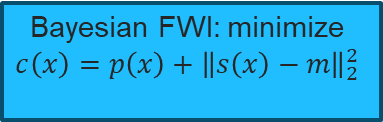 Bayesian FWI: minimize
c(x) = p(x) + ‖s(x) − m‖₂²